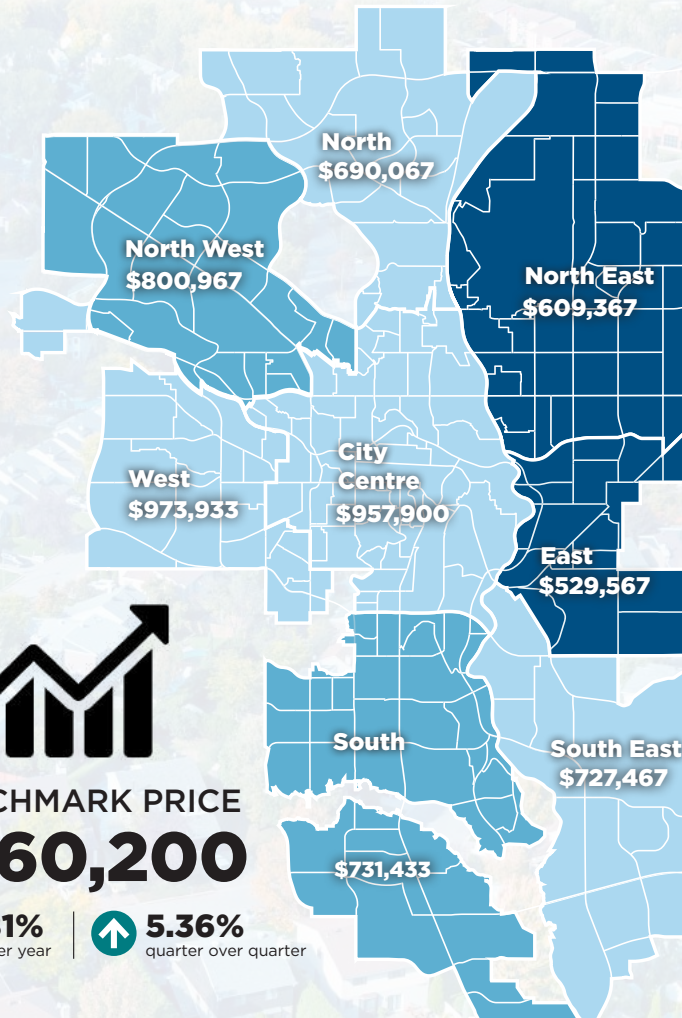 North
$690,067
North West
$800,967
North East
$609,367
City
Centre
$957,900
West
$973,933
East
$529,567
South
$731,433
South East
$727,467
CHMARK PRICE
60,200
1%
er year
5.36%
quarter over quarter